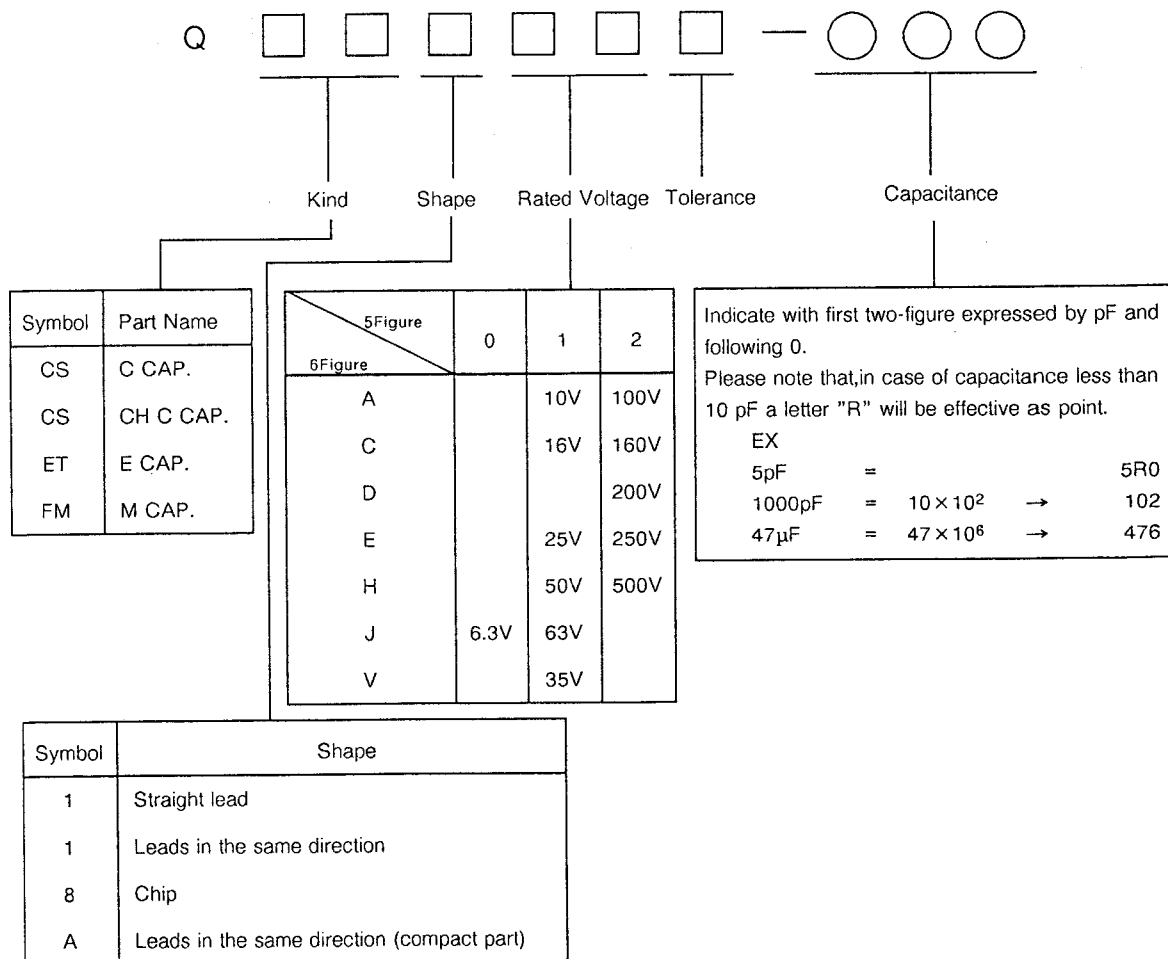 Q □ □ □ □ □ □ — ○ ○ ○
Kind Shape Rated Voltage Tolerance Capacitance
Symbol Part Name
CS C CAP.
CS CH C CAP.
ET E CAP.
FM M CAP.
5Figure
6Figure 0 1 2
A 10V 100V
C 16V 160V
D 200V
E 25V 250V
H 50V 500V
J 6.3V 63V
V 35V
Indicate with first two-figure expressed by pF and
following 0.
Please note that,in case of capacitance less than
10 pF a letter "R" will be effective as point.
EX
5pF = 5R0
1000pF = 10×10² → 102
47μF = 47×10⁶ → 476
Symbol Shape
1 Straight lead
1 Leads in the same direction
8 Chip
A Leads in the same direction (compact part)